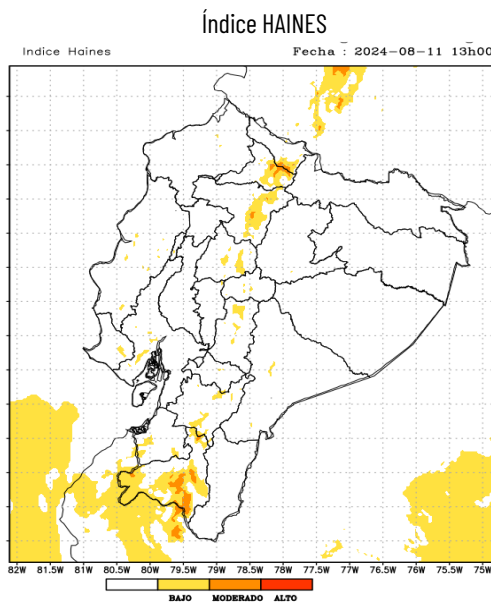 Índice HAINES
Indice Haines Fecha : 2024-08-11 13h00
82W 81.5W 81W 80.5W 80W 79.5W 79W 78.5W 78W 77.5W 77W 76.5W 76W 75.5W 75W
BAJO MODERADO ALTO